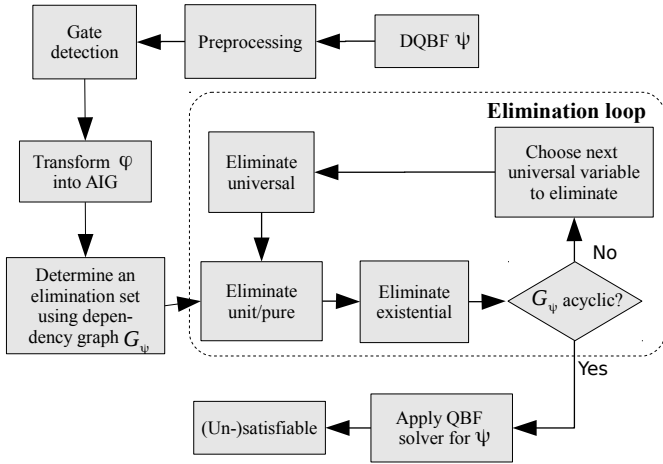 Gate
detection
Preprocessing
DQBF ψ
Elimination loop
Transform φ
into AIG
Eliminate
universal
Choose next
universal variable
to eliminate
No
Determine an
elimination set
using depen-
dency graph Gψ
Eliminate
unit/pure
Eliminate
existential
Gψ acyclic?
Yes
(Un-)satisfiable
Apply QBF
solver for ψ